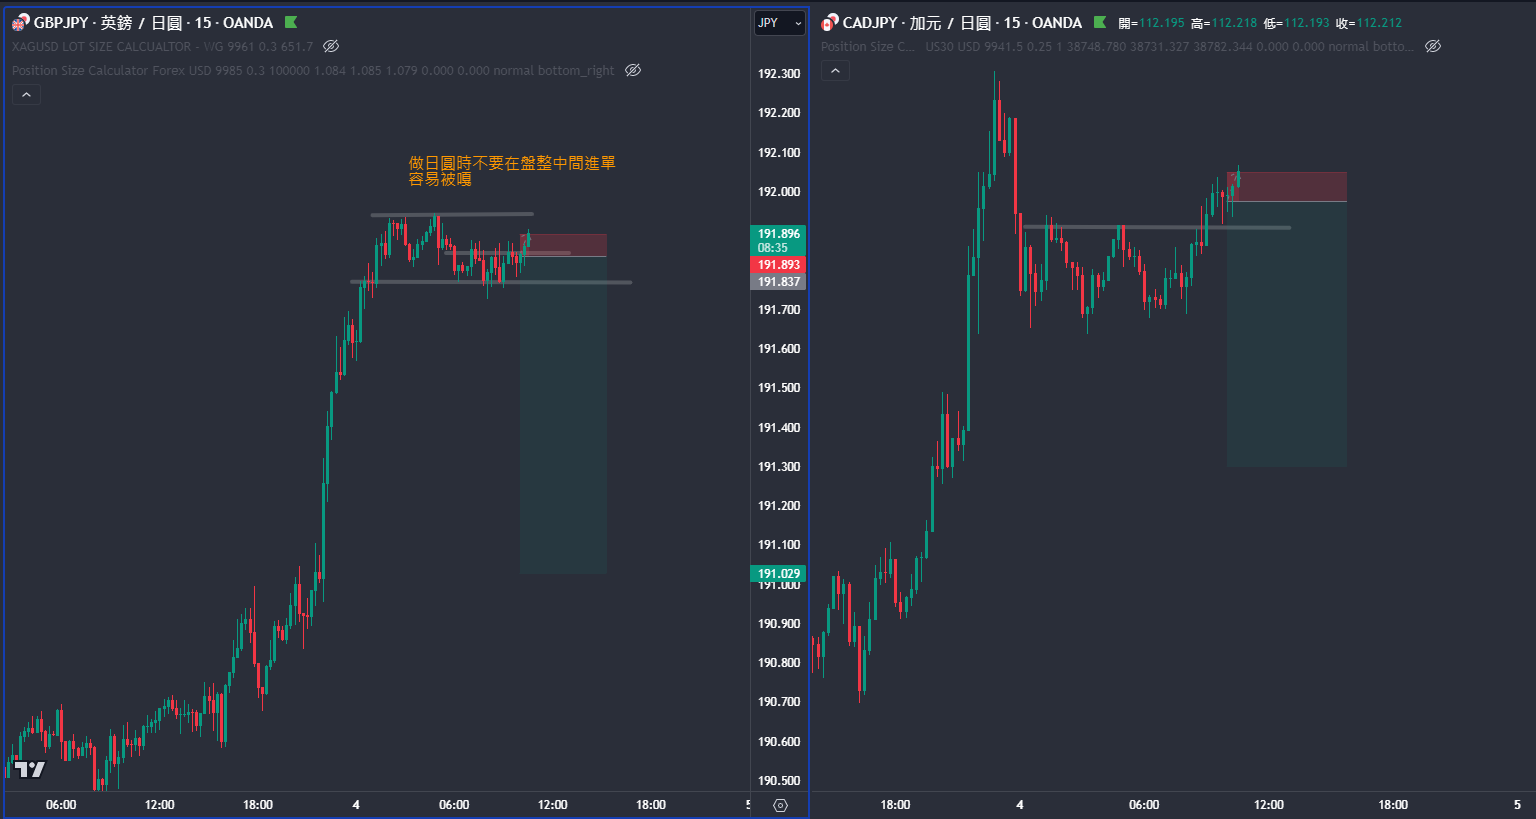 GBPJPY · 英鎊 / 日圓 · 15 · OANDA
XAGUSD LOT SIZE CALCUALTOR - WG 9961 0.3 651.7
Position Size Calculator Forex USD 9985 0.3 100000 1.084 1.085 1.079 0.000 0.000 normal bottom_right
做日圓時不要在盤整中間進單
容易被嘎
JPY
192.300
192.200
192.100
192.000
191.896
08:35
191.893
191.837
191.700
191.600
191.500
191.400
191.300
191.200
191.100
191.029
191.000
190.900
190.800
190.700
190.600
190.500
06:00 12:00 18:00 4 06:00 12:00 18:00
CADJPY · 加元 / 日圓 · 15 · OANDA 開=112.195 高=112.218 低=112.193 收=112.212
Position Size C... US30 USD 9941.5 0.25 1 38748.780 38731.327 38782.344 0.000 0.000 normal botto...
18:00 4 06:00 12:00 18:00 5